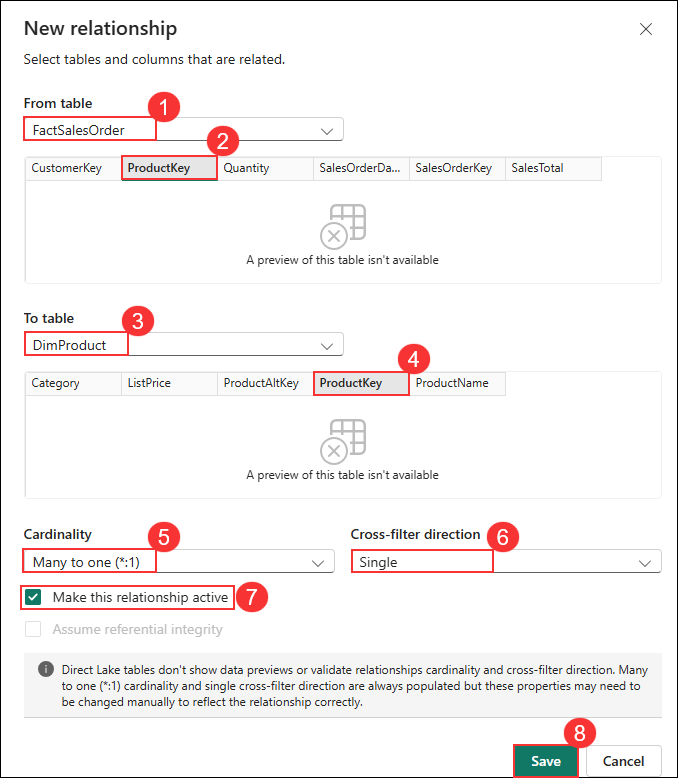 New relationship
Select tables and columns that are related.
From table
1
FactSalesOrder
2
CustomerKey ProductKey Quantity SalesOrderDa... SalesOrderKey SalesTotal
A preview of this table isn't available
To table
3
DimProduct
4
Category ListPrice ProductAltKey ProductKey ProductName
A preview of this table isn't available
Cardinality 5 Cross-filter direction 6
Many to one (*:1) Single
Make this relationship active 7
Assume referential integrity
Direct Lake tables don't show data previews or validate relationships cardinality and cross-filter direction. Many
to one (*:1) cardinality and single cross-filter direction are always populated but these properties may need to
be changed manually to reflect the relationship correctly.
8
Save Cancel